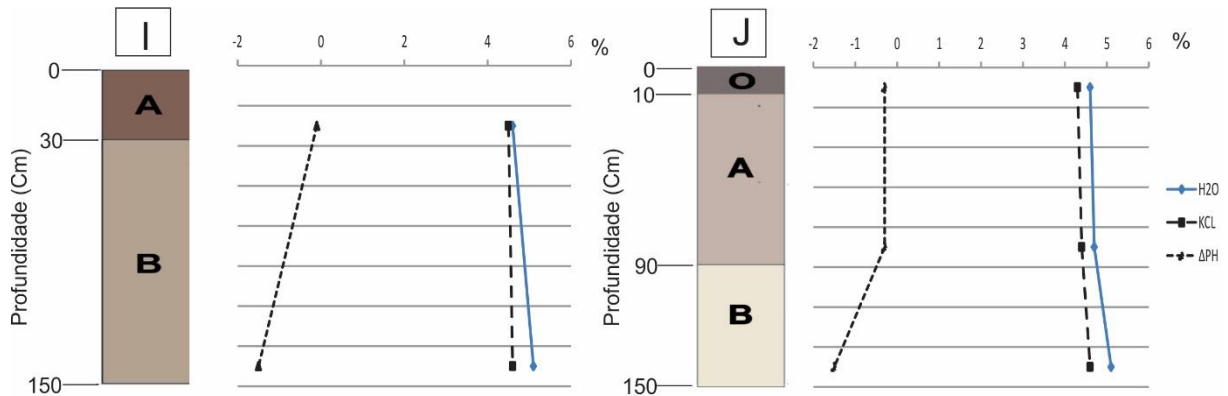 I
-2 0 2 4 6 %
Profundidade (Cm)
0
A
30
B
150
J
-2 -1 0 1 2 3 4 5 6 %
Profundidade (Cm)
0
O
10
A
90
B
150
H2O
KCL
ΔPH